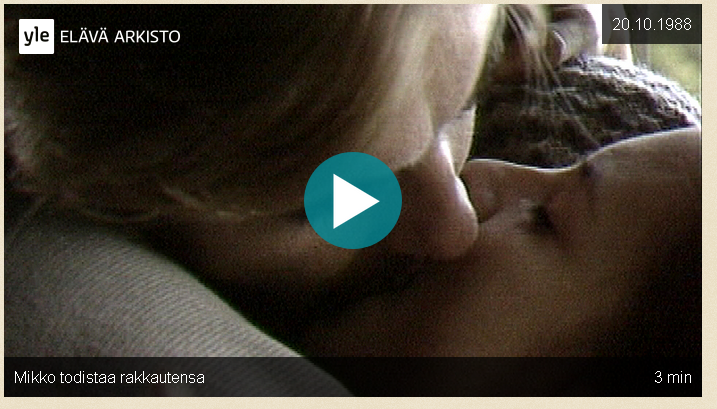 yle ELÄVÄ ARKISTO
20.10.1988
Mikko todistaa rakkautensa
3 min